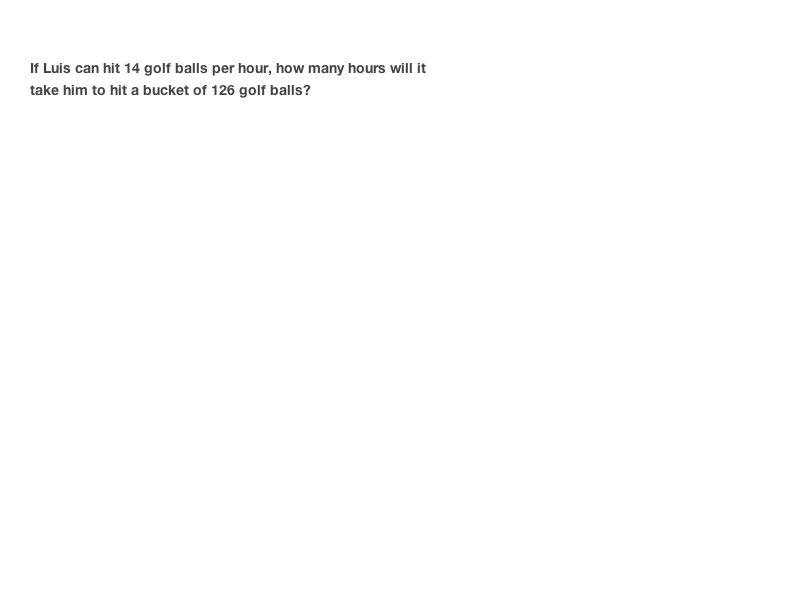 If Luis can hit 14 golf balls per hour, how many hours will it
take him to hit a bucket of 126 golf balls?